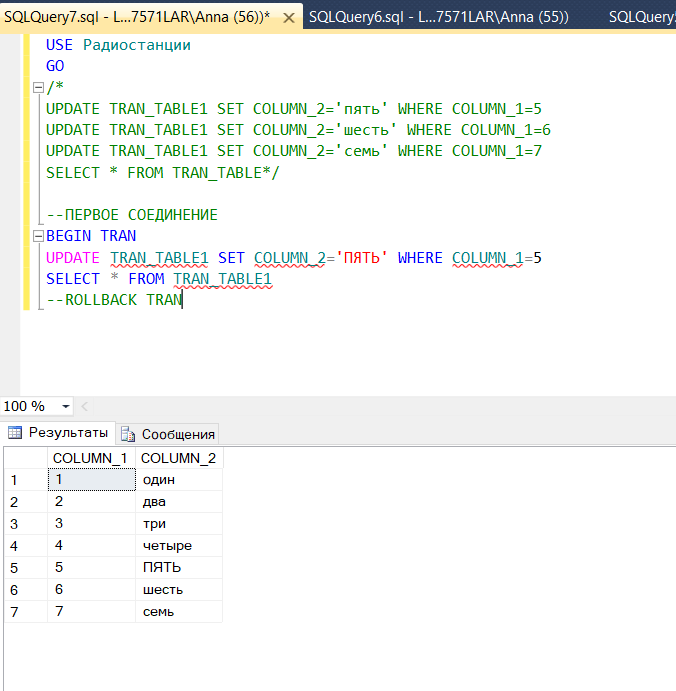 SQLQuery7.sql - L...7571LAR\Anna (56))* SQLQuery6.sql - L...7571LAR\Anna (55)) SQLQuery
USE Радиостанции
GO
/*
UPDATE TRAN_TABLE1 SET COLUMN_2='пять' WHERE COLUMN_1=5
UPDATE TRAN_TABLE1 SET COLUMN_2='шесть' WHERE COLUMN_1=6
UPDATE TRAN_TABLE1 SET COLUMN_2='семь' WHERE COLUMN_1=7
SELECT * FROM TRAN_TABLE*/
--ПЕРВОЕ СОЕДИНЕНИЕ
BEGIN TRAN
UPDATE TRAN_TABLE1 SET COLUMN_2='ПЯТЬ' WHERE COLUMN_1=5
SELECT * FROM TRAN_TABLE1
--ROLLBACK TRAN
100 %
Результаты Сообщения
COLUMN_1 COLUMN_2
1 1 один
2 2 два
3 3 три
4 4 четыре
5 5 ПЯТЬ
6 6 шесть
7 7 семь